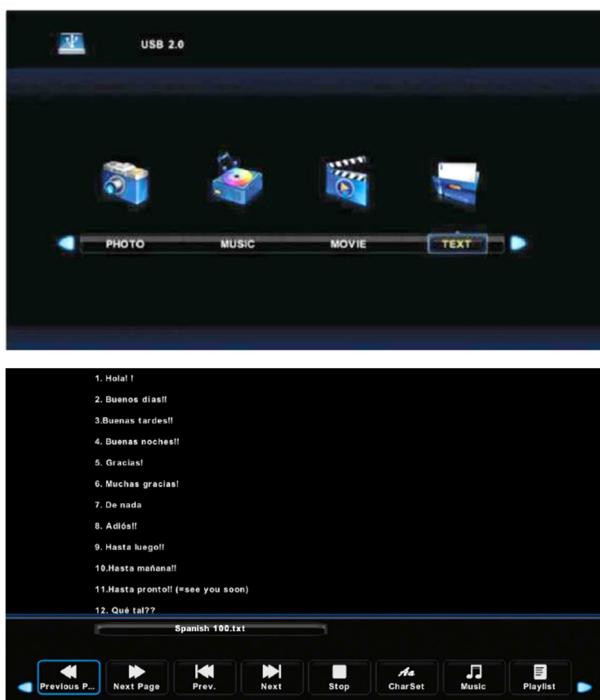 USB 2.0
PHOTO MUSIC MOVIE TEXT
1. Hola! !
2. Buenos días!!
3.Buenas tardes!!
4. Buenas noches!!
5. Gracias!
6. Muchas gracias!
7. De nada
8. Adiós!!
9. Hasta luego!!
10.Hasta mañana!!
11.Hasta pronto!! (=see you soon)
12. Qué tal??
Spanish 100.txt
Previous P... Next Page Prev. Next Stop Aa CharSet Music Playlist